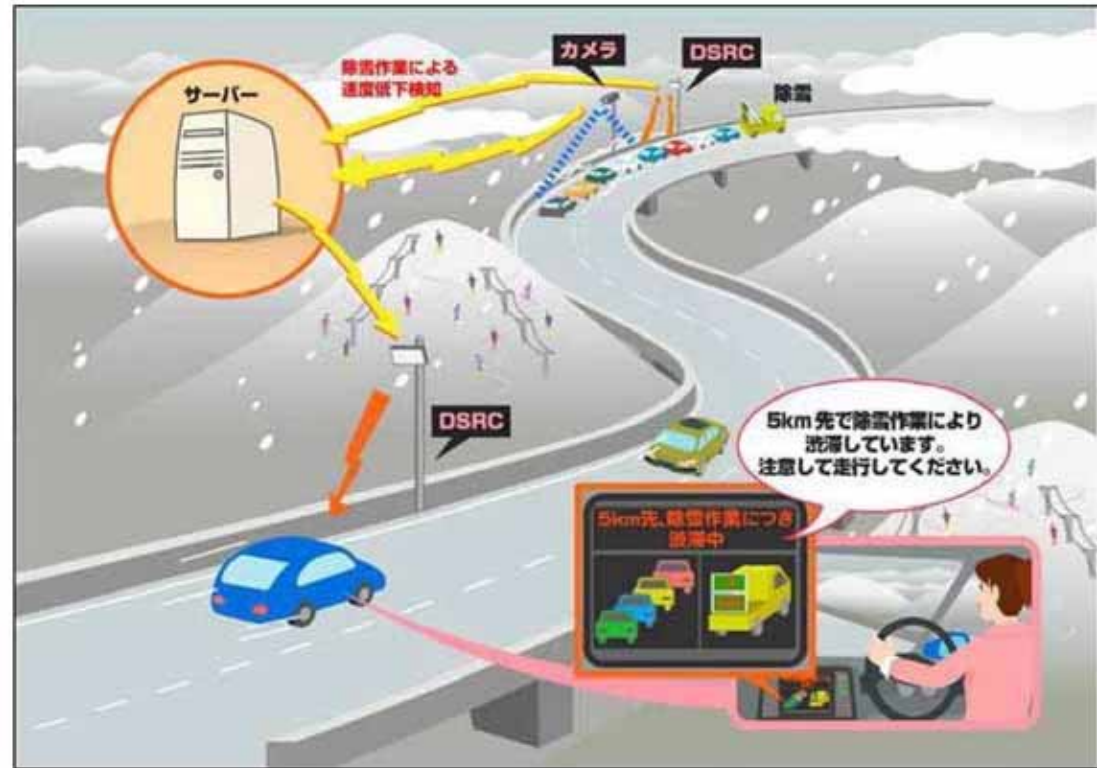 カメラ
DSRC
除雪作業による
速度低下検知
サーバー
除雪
DSRC
5km先で除雪作業により
渋滞しています。
注意して走行してください。
5km先、除雪作業につき
渋滞中